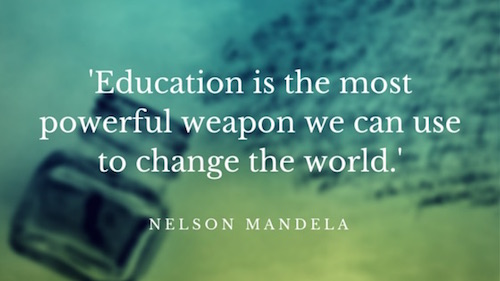 'Education is the most
powerful weapon we can use
to change the world.'
NELSON MANDELA